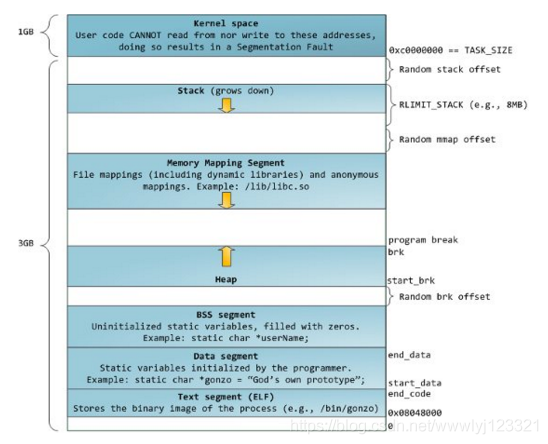 1GB
Kernel space
User code CANNOT read from nor write to these addresses,
doing so results in a Segmentation Fault
0xc0000000 == TASK_SIZE
Random stack offset
Stack (grows down)
RLIMIT_STACK (e.g., 8MB)
Random mmap offset
Memory Mapping Segment
File mappings (including dynamic libraries) and anonymous
mappings. Example: /lib/libc.so
3GB
program break
brk
Heap
start_brk
Random brk offset
BSS segment
Uninitialized static variables, filled with zeros.
Example: static char *userName;
Data segment
Static variables initialized by the programmer.
Example: static char *gonzo = “God’s own prototype”;
end_data
start_data
Text segment (ELF)
Stores the binary image of the process (e.g., /bin/gonzo)
end_code
0x08048000
0
https://blog.csdn.net/wwwlyj123321